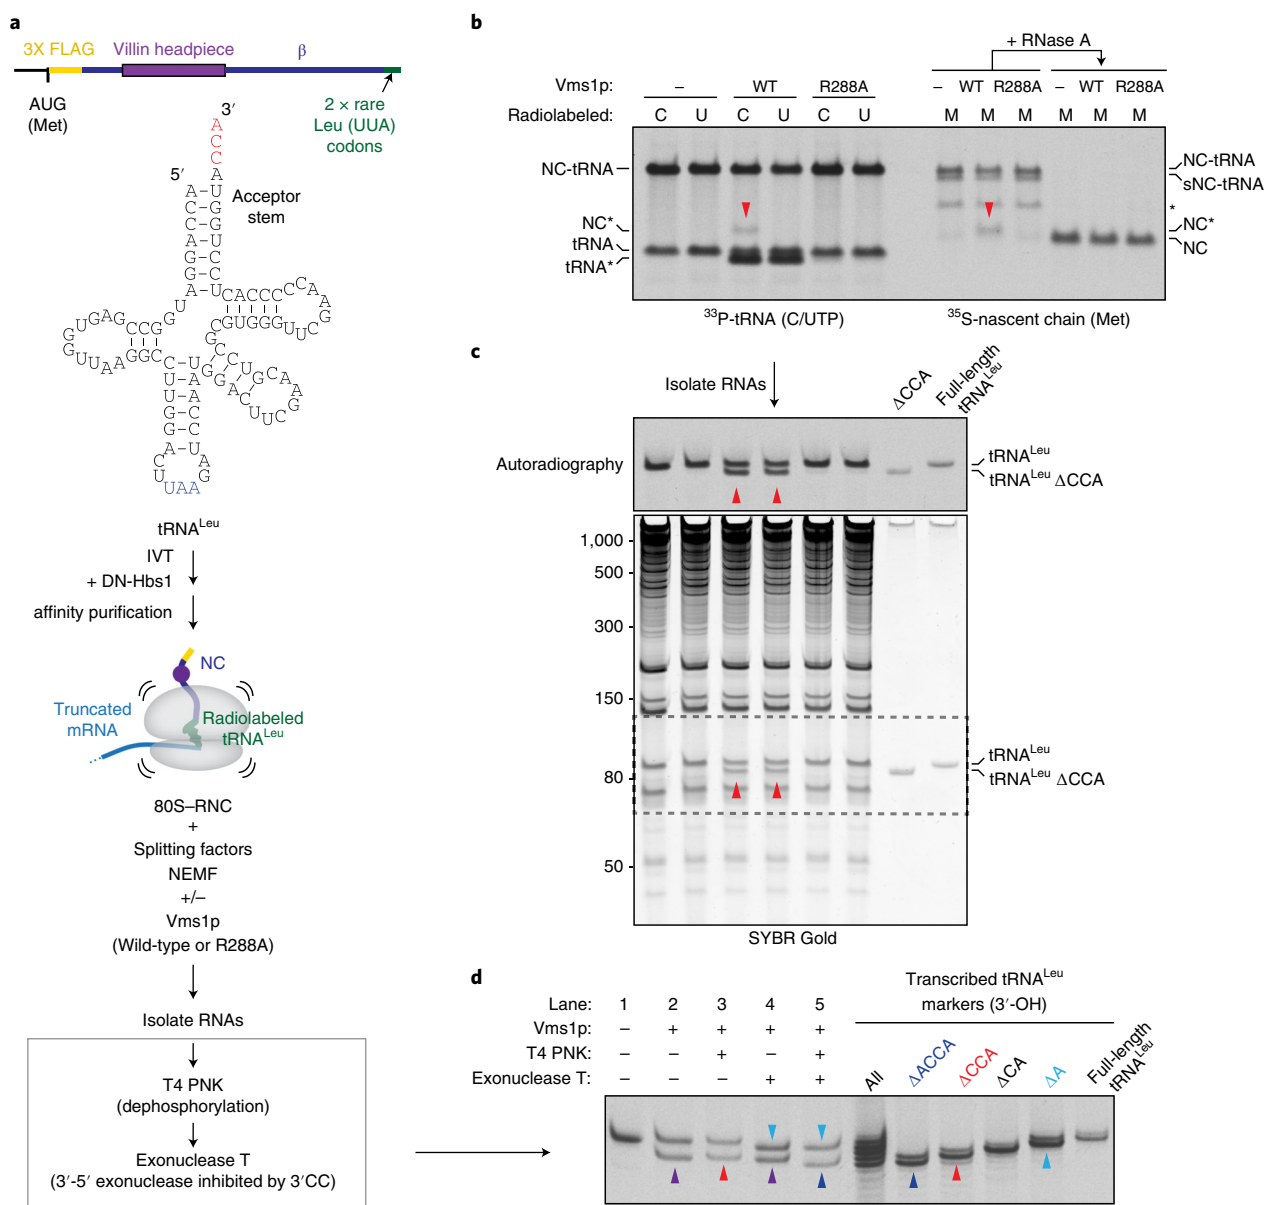 a
3X FLAG
Villin headpiece
β
AUG
(Met)
2 × rare
Leu (UUA)
codons
3′
A
C
C
5′
Acceptor
stem
UAA
tRNA^Leu
IVT
+ DN-Hbs1
affinity purification
NC
Truncated
mRNA
Radiolabeled
tRNA^Leu
80S–RNC
+
Splitting factors
NEMF
+/–
Vms1p
(Wild-type or R288A)
Isolate RNAs
T4 PNK
(dephosphorylation)
Exonuclease T
(3′-5′ exonuclease inhibited by 3′CC)
b
+ RNase A
Vms1p: – WT R288A – WT R288A – WT R288A
Radiolabeled: C U C U C U M M M M M M
NC-tRNA
NC*
tRNA
tRNA*
NC-tRNA
sNC-tRNA
*
NC*
NC
³³P-tRNA (C/UTP)
³⁵S-nascent chain (Met)
c
Isolate RNAs
ΔCCA
Full-length
tRNA^Leu
Autoradiography
tRNA^Leu
tRNA^Leu ΔCCA
1,000
500
300
150
80
50
tRNA^Leu
tRNA^Leu ΔCCA
SYBR Gold
d
Transcribed tRNA^Leu
markers (3′-OH)
Lane: 1 2 3 4 5
Vms1p: – + + + +
T4 PNK: – – + – +
Exonuclease T: – – – + +
All
ΔACCA
ΔCCA
ΔCA
ΔA
Full-length
tRNA^Leu